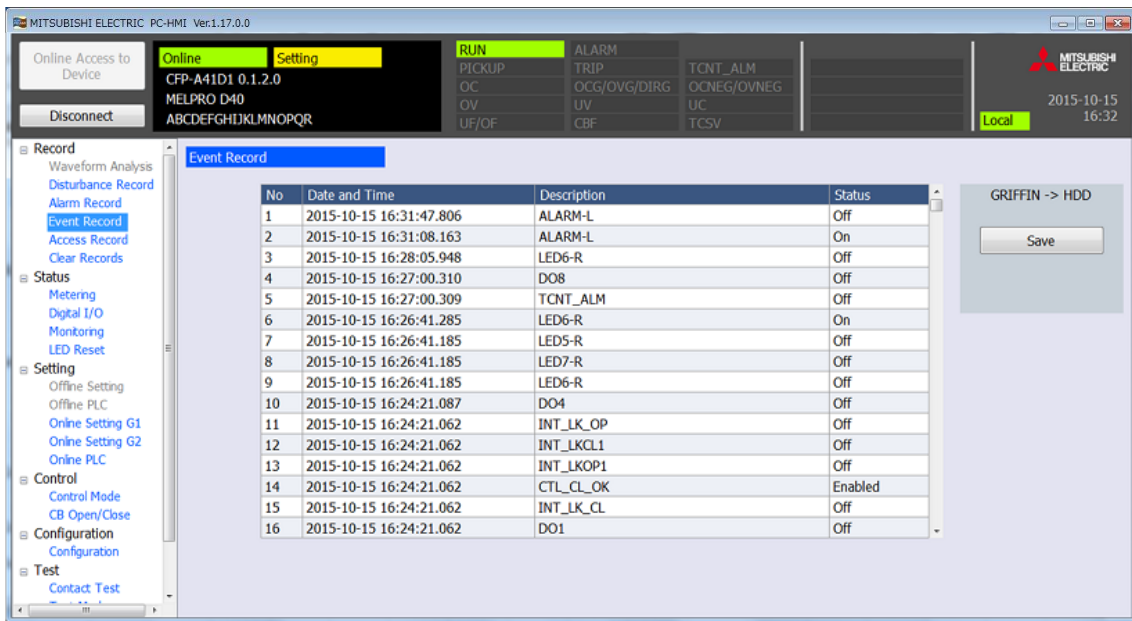 MITSUBISHI ELECTRIC PC-HMI Ver.1.17.0.0
Online Access to
Device
Disconnect
Online Setting
CFP-A41D1 0.1.2.0
MELPRO D40
ABCDEFGHIJKLMNOPQR
RUN ALARM
PICKUP TRIP TCNT_ALM
OC OCG/OVG/DIRG OCNEG/OVNEG
OV UV UC
UF/OF CBF TCSV
MITSUBISHI
ELECTRIC
2015-10-15
Local 16:32
Record
Waveform Analysis
Disturbance Record
Alarm Record
Event Record
Access Record
Clear Records
Status
Metering
Digital I/O
Monitoring
LED Reset
Setting
Offline Setting
Offline PLC
Online Setting G1
Online Setting G2
Online PLC
Control
Control Mode
CB Open/Close
Configuration
Configuration
Test
Contact Test
Event Record
No Date and Time Description Status
1 2015-10-15 16:31:47.806 ALARM-L Off
2 2015-10-15 16:31:08.163 ALARM-L On
3 2015-10-15 16:28:05.948 LED6-R Off
4 2015-10-15 16:27:00.310 DO8 Off
5 2015-10-15 16:27:00.309 TCNT_ALM Off
6 2015-10-15 16:26:41.285 LED6-R On
7 2015-10-15 16:26:41.185 LED5-R Off
8 2015-10-15 16:26:41.185 LED7-R Off
9 2015-10-15 16:26:41.185 LED6-R Off
10 2015-10-15 16:24:21.087 DO4 Off
11 2015-10-15 16:24:21.062 INT_LK_OP Off
12 2015-10-15 16:24:21.062 INT_LKCL1 Off
13 2015-10-15 16:24:21.062 INT_LKOP1 Off
14 2015-10-15 16:24:21.062 CTL_CL_OK Enabled
15 2015-10-15 16:24:21.062 INT_LK_CL Off
16 2015-10-15 16:24:21.062 DO1 Off
GRIFFIN -> HDD
Save